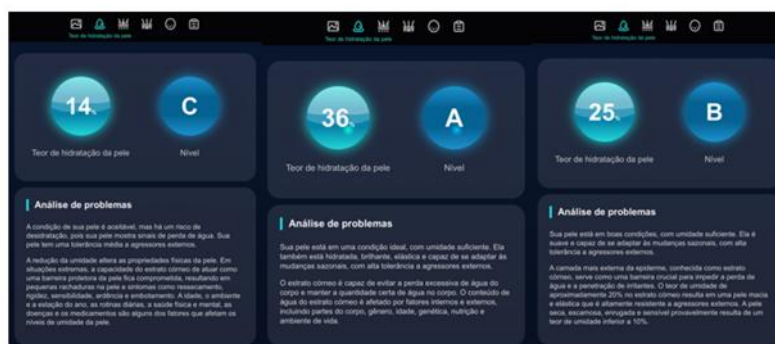 Teor de hidratação da pele
14%
C
Teor de hidratação da pele
Nível
Análise de problemas
A condição de sua pele é aceitável, mas há um risco de
desidratação, pois sua pele mostra sinais de perda de água. Sua
pele tem uma tolerância média a agressores externos.
A redução da umidade altera as propriedades físicas da pele. Em
situações extremas, a capacidade do estrato córneo de atuar como
uma barreira protetora da pele fica comprometida, resultando em
pequenas rachaduras na pele e sintomas como ressecamento,
rigidez, sensibilidade, ardência e embotamento. A idade, o ambiente
e a estação do ano, as rotinas diárias, a saúde física e mental, as
doenças e os medicamentos são alguns dos fatores que afetam os
níveis de umidade da pele.
Teor de hidratação da pele
36%
A
Teor de hidratação da pele
Nível
Análise de problemas
Sua pele está em uma condição ideal, com umidade suficiente. Ela
também está hidratada, brilhante, elástica e capaz de se adaptar às
mudanças sazonais, com alta tolerância a agressores externos.
O estrato córneo é capaz de evitar a perda excessiva de água do
corpo e manter a quantidade certa de água no corpo. O conteúdo de
água do estrato córneo é afetado por fatores internos e externos,
incluindo partes do corpo, gênero, idade, genética, nutrição e
ambiente de vida.
Teor de hidratação da pele
25%
B
Teor de hidratação da pele
Nível
Análise de problemas
Sua pele está em boas condições, com umidade suficiente. Ela é
suave e capaz de se adaptar às mudanças sazonais, com alta
tolerância a agressores externos.
A camada mais externa da epiderme, conhecida como estrato
córneo, serve como uma barreira crucial para impedir a perda de
água e a penetração de irritantes. O teor de umidade de
aproximadamente 20% no estrato córneo resulta em uma pele macia
e elástica que é altamente resistente a agressores externos. A pele
seca, escamosa, enrugada e sensível provavelmente resulta de um
teor de umidade inferior a 10%.